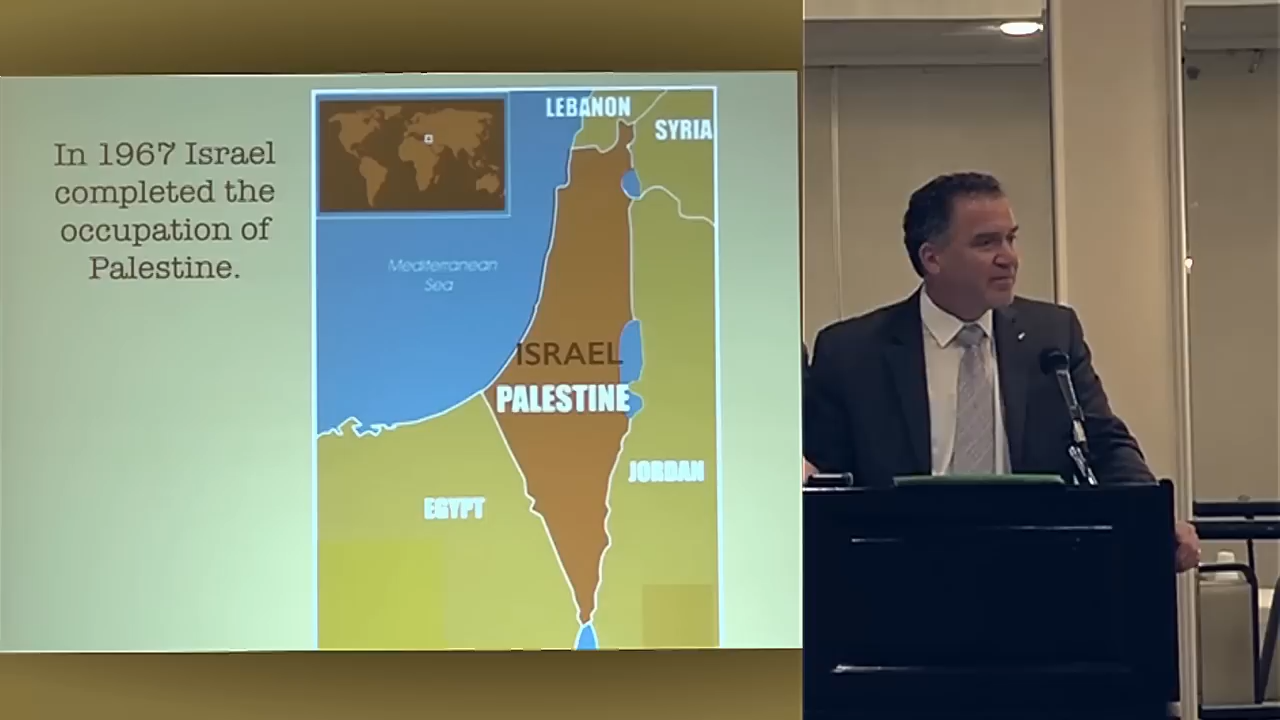 In 1967 Israel
completed the
occupation of
Palestine.
LEBANON
SYRIA
Mediterranean
Sea
ISRAEL
PALESTINE
JORDAN
EGYPT